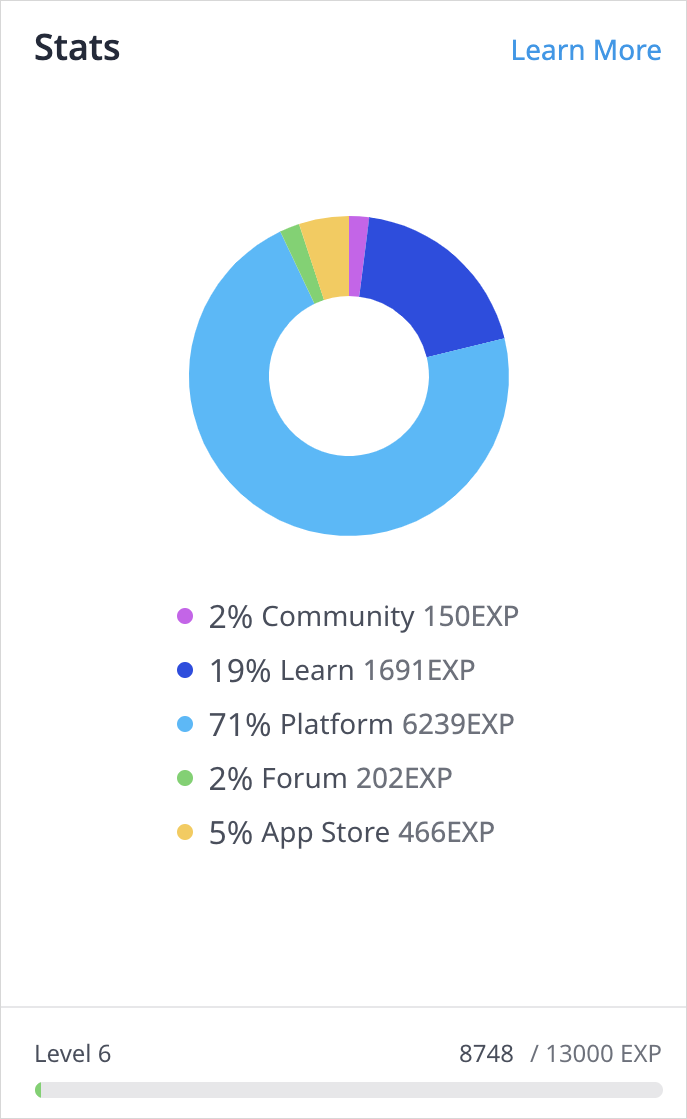 Stats
Learn More
2% Community 150EXP
19% Learn 1691EXP
71% Platform 6239EXP
2% Forum 202EXP
5% App Store 466EXP
Level 6
8748 / 13000 EXP